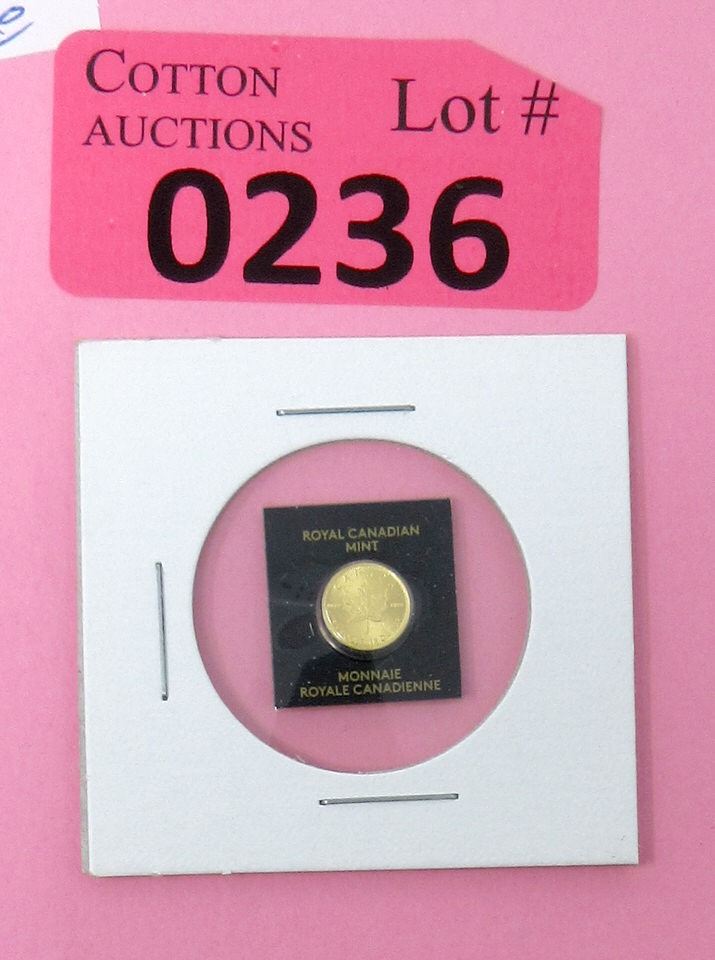 COTTON
AUCTIONS
Lot #
0236
ROYAL CANADIAN
MINT
MONNAIE
ROYALE CANADIENNE